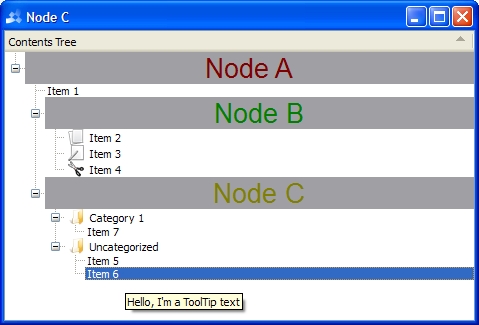 Node C
Contents Tree
Node A
Item 1
Node B
Item 2
Item 3
Item 4
Node C
Category 1
Item 7
Uncategorized
Item 5
Item 6
Hello, I'm a ToolTip text